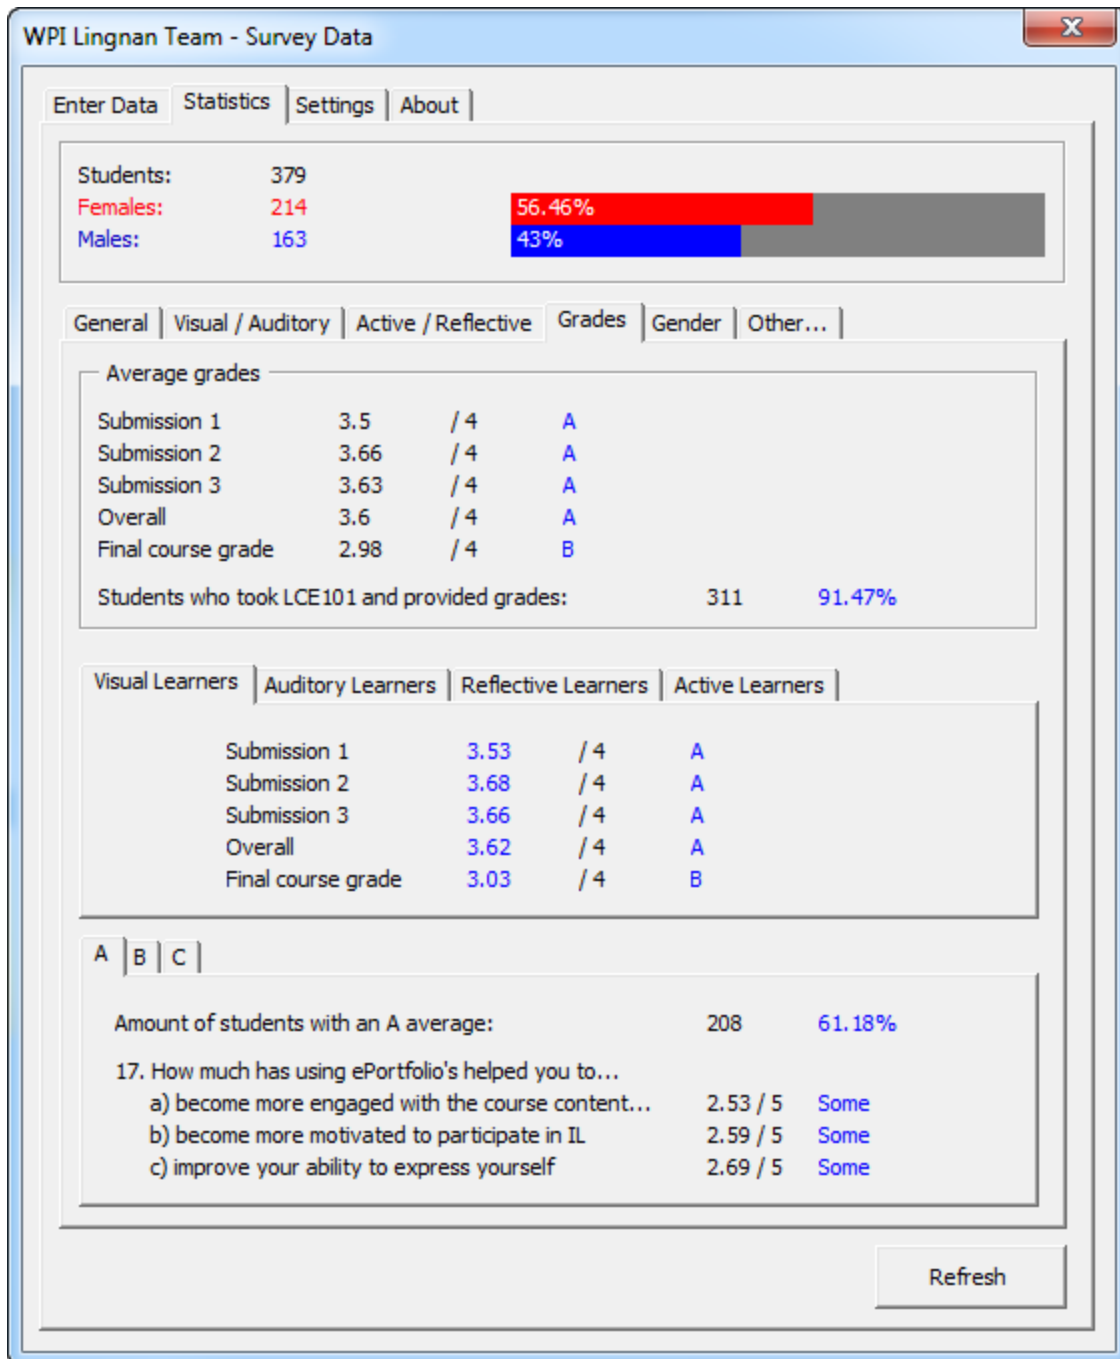 WPI Lingnan Team - Survey Data
X
Enter Data Statistics Settings About
Students: 379
Females: 214 56.46%
Males: 163 43%
General Visual / Auditory Active / Reflective Grades Gender Other...
Average grades
Submission 1 3.5 / 4 A
Submission 2 3.66 / 4 A
Submission 3 3.63 / 4 A
Overall 3.6 / 4 A
Final course grade 2.98 / 4 B
Students who took LCE101 and provided grades: 311 91.47%
Visual Learners Auditory Learners Reflective Learners Active Learners
Submission 1 3.53 / 4 A
Submission 2 3.68 / 4 A
Submission 3 3.66 / 4 A
Overall 3.62 / 4 A
Final course grade 3.03 / 4 B
A B C
Amount of students with an A average: 208 61.18%
17. How much has using ePortfolio's helped you to...
a) become more engaged with the course content... 2.53 / 5 Some
b) become more motivated to participate in IL 2.59 / 5 Some
c) improve your ability to express yourself 2.69 / 5 Some
Refresh